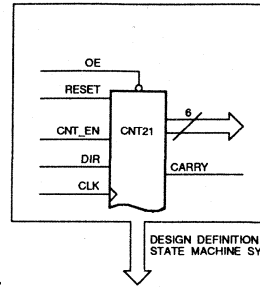 OE
RESET
6
CNT_EN
CNT21
DIR
CARRY
CLK
DESIGN DEFINITION
STATE MACHINE SY